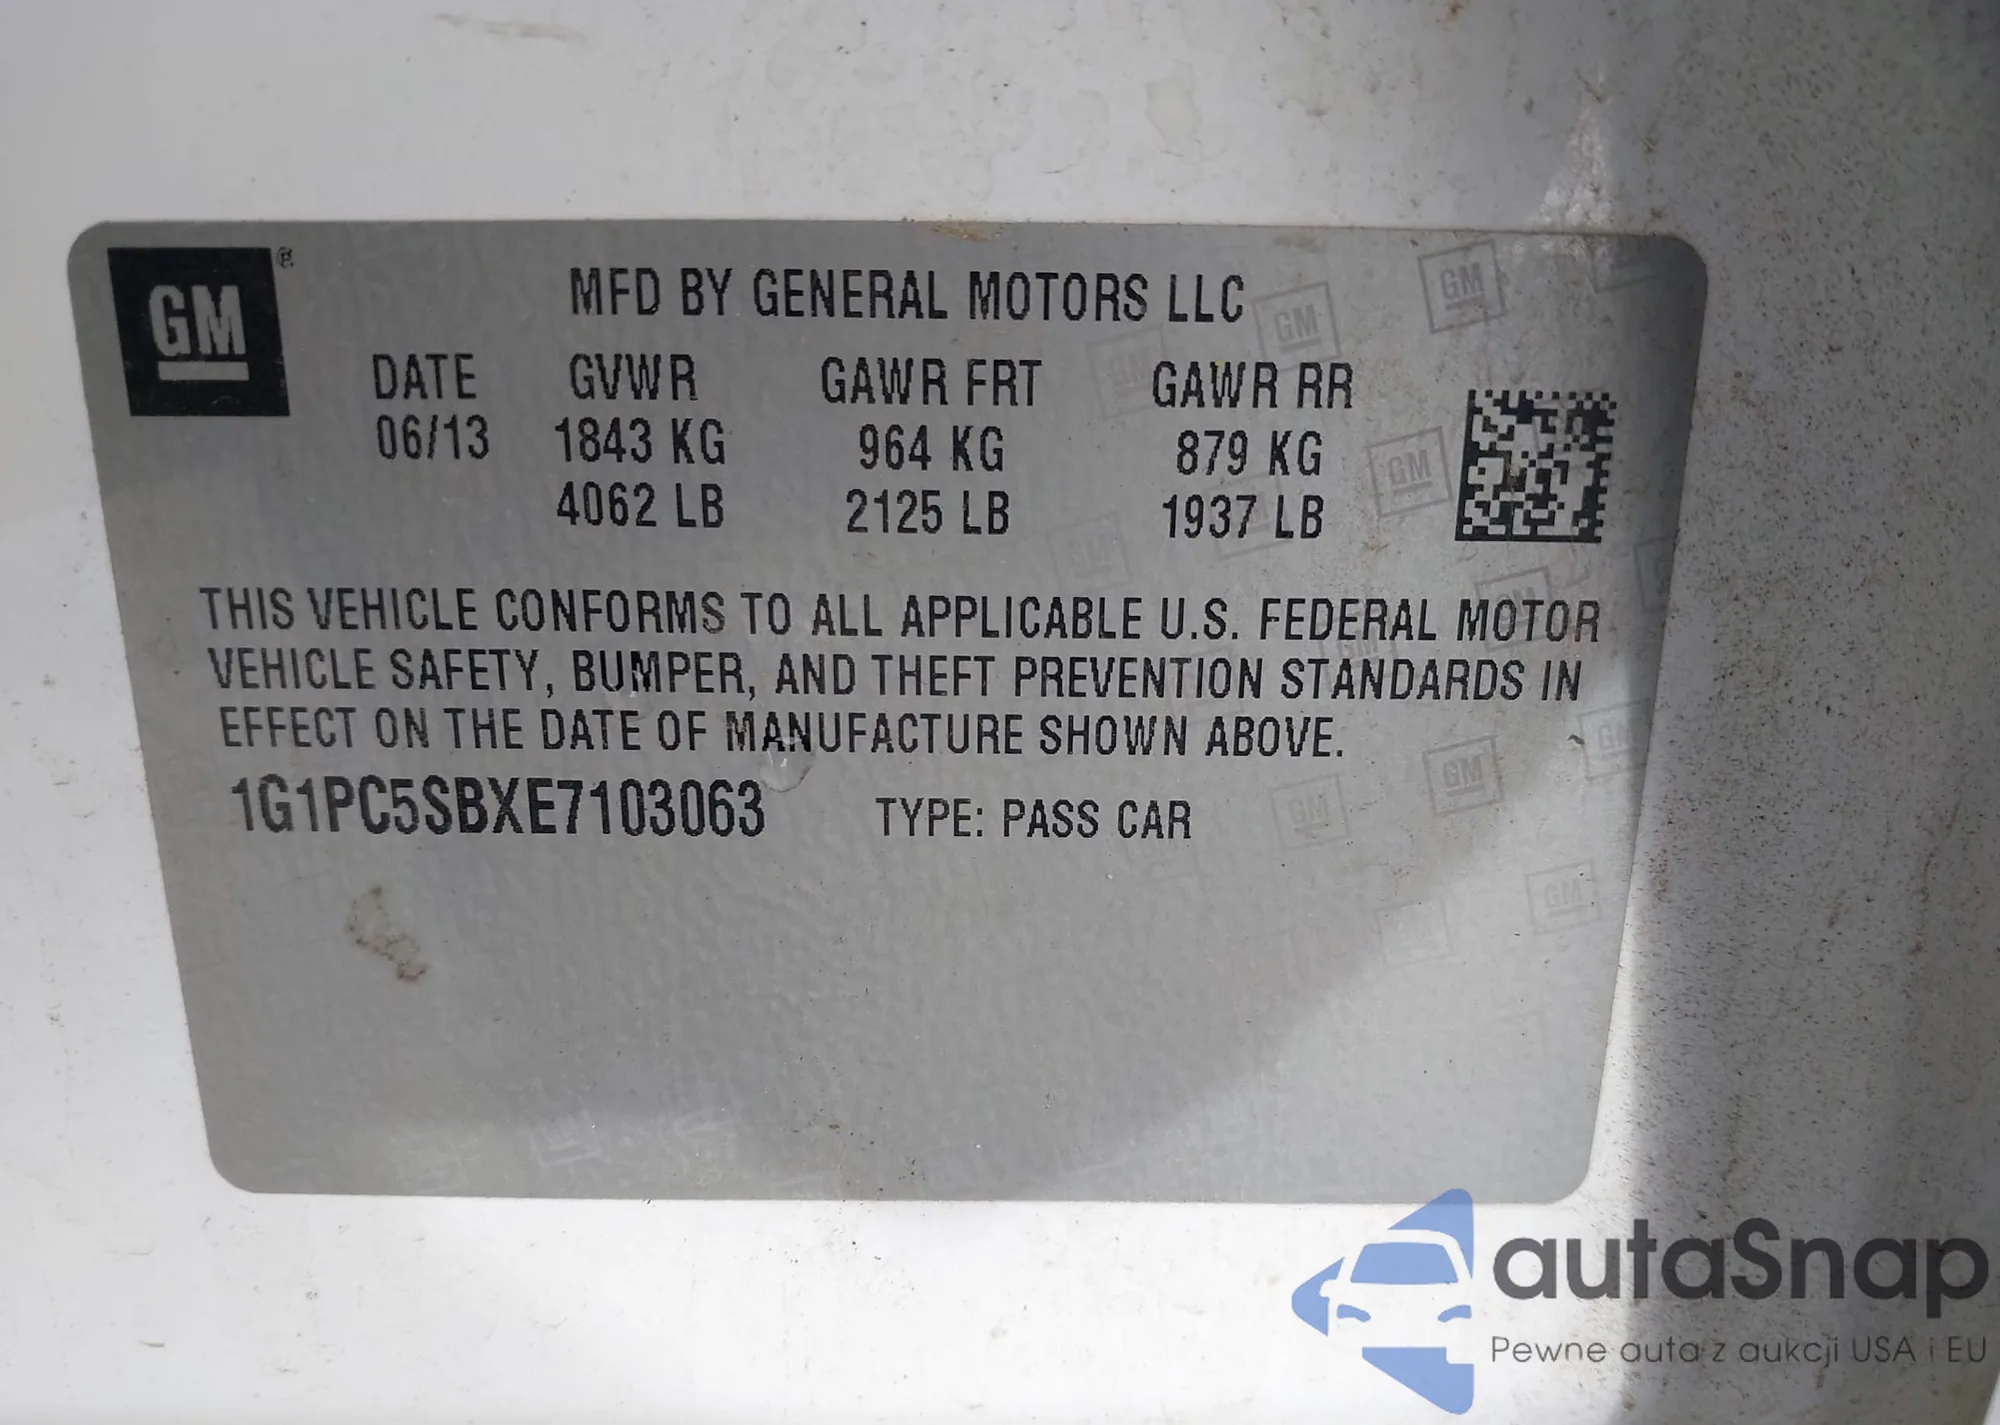 GM®
MFD BY GENERAL MOTORS LLC
DATE GVWR GAWR FRT GAWR RR
06/13 1843 KG 964 KG 879 KG
4062 LB 2125 LB 1937 LB
THIS VEHICLE CONFORMS TO ALL APPLICABLE U.S. FEDERAL MOTOR
VEHICLE SAFETY, BUMPER, AND THEFT PREVENTION STANDARDS IN
EFFECT ON THE DATE OF MANUFACTURE SHOWN ABOVE.
1G1PC5SBXE7103063 TYPE: PASS CAR
autaSnap
Pewne auta z aukcji USA i EU